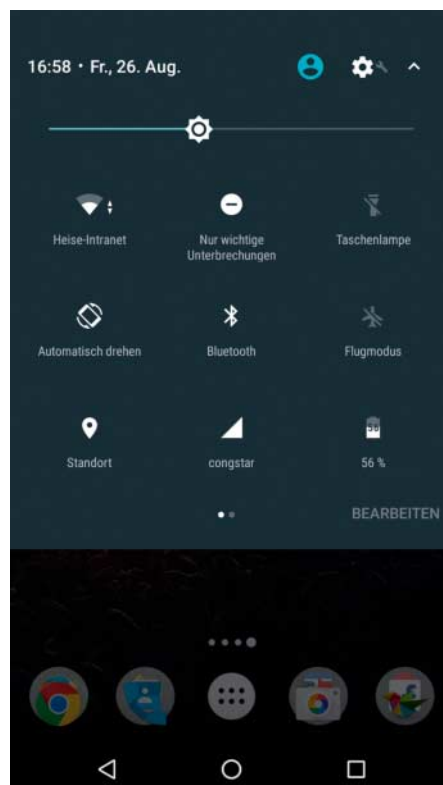 16:58 • Fr., 26. Aug.
Heise-Intranet
Nur wichtige
Unterbrechungen
Taschenlampe
Automatisch drehen
Bluetooth
Flugmodus
Standort
congstar
56
56 %
BEARBEITEN